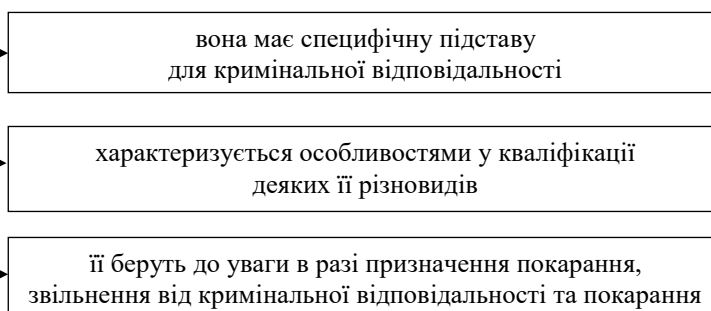 вона має специфічну підставу
для кримінальної відповідальності
характеризується особливостями у кваліфікації
деяких її різновидів
її беруть до уваги в разі призначення покарання,
звільнення від кримінальної відповідальності та покарання